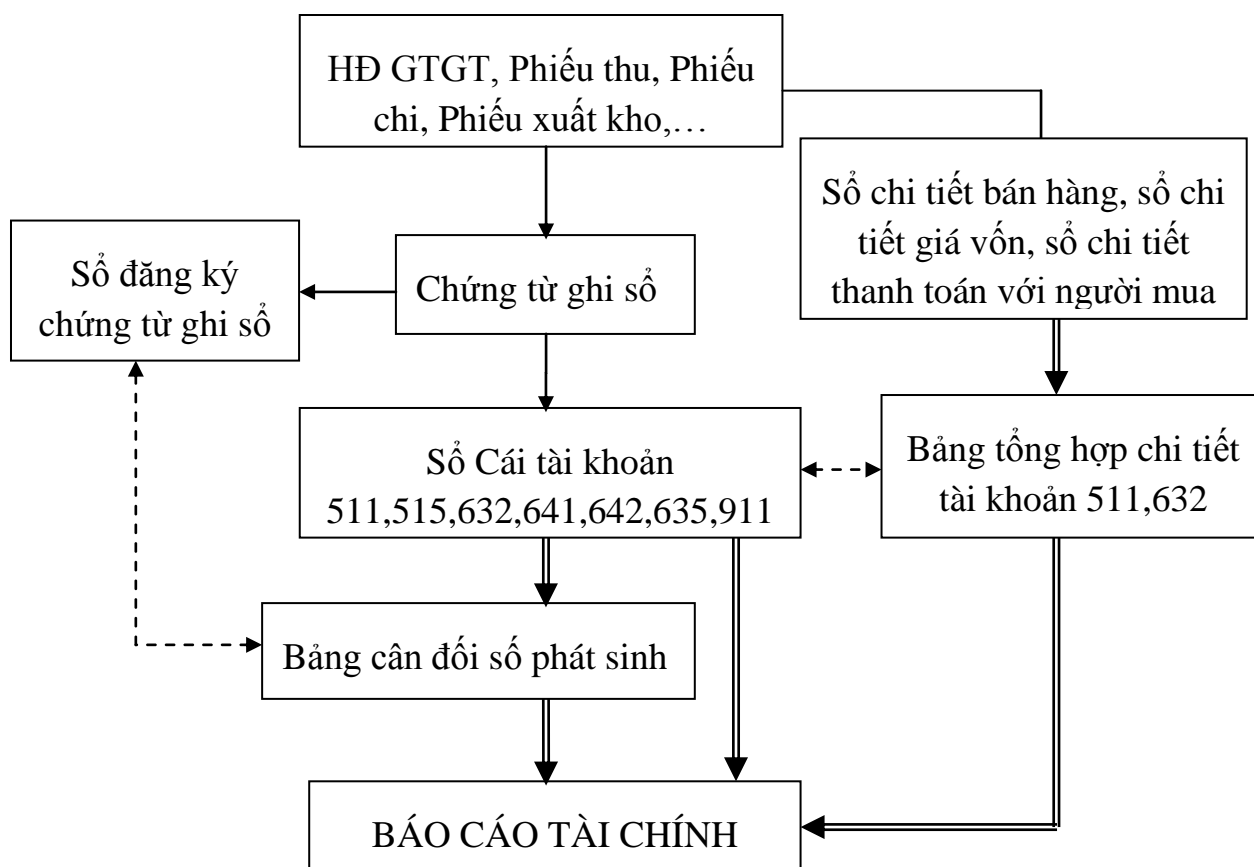 HĐ GTGT, Phiếu thu, Phiếu
chi, Phiếu xuất kho,…
Sổ chi tiết bán hàng, sổ chi
tiết giá vốn, sổ chi tiết
thanh toán với người mua
Sổ đăng ký
chứng từ ghi sổ
Chứng từ ghi sổ
Sổ Cái tài khoản
511,515,632,641,642,635,911
Bảng tổng hợp chi tiết
tài khoản 511,632
Bảng cân đối số phát sinh
BÁO CÁO TÀI CHÍNH